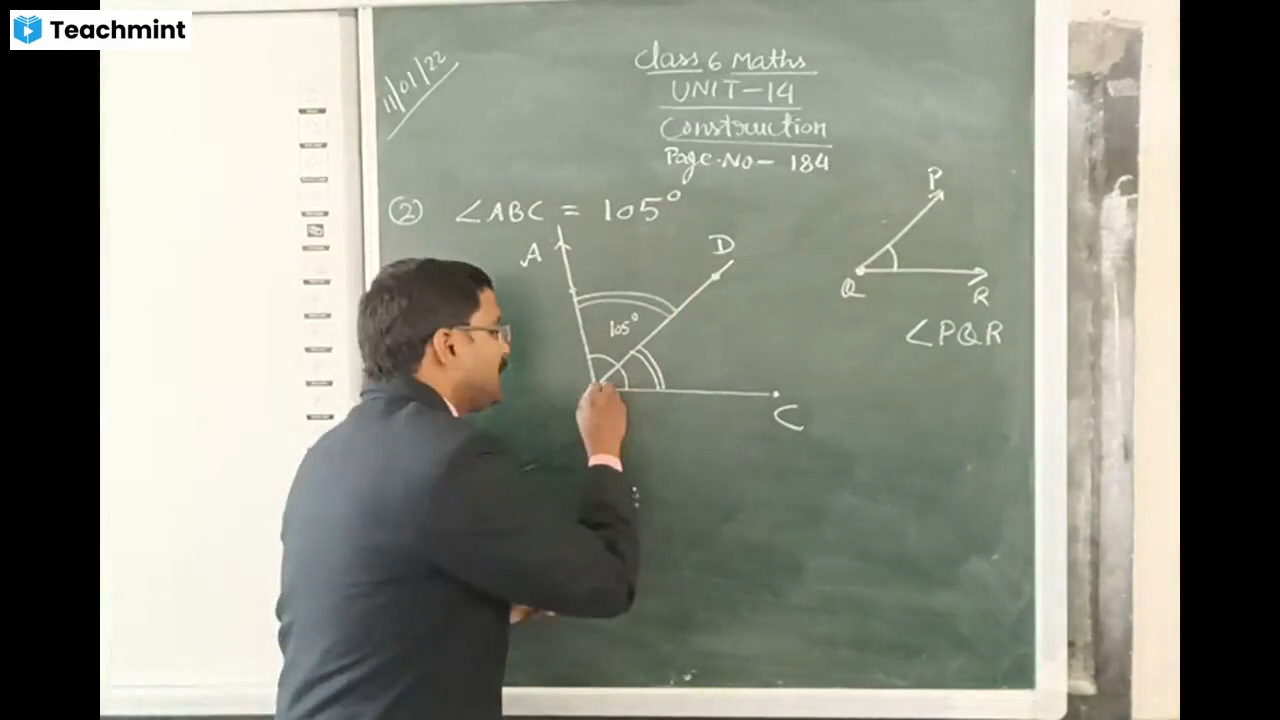 Teachmint
11/01/22
Class 6 Maths
UNIT-14
Construction
Page.No- 184
② ∠ABC = 105°
A
D
105°
C
P
Q
R
∠PQR